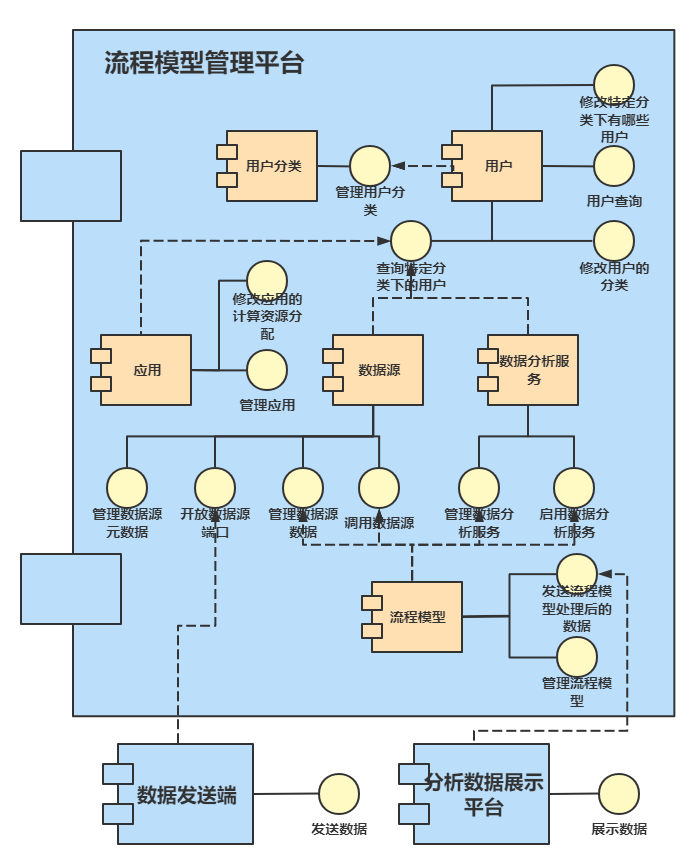 流程模型管理平台
修改特定分
类下有哪些
用户
用户分类
用户
管理用户分
类
用户查询
查询特定分
类下的用户
修改用户的
分类
修改应用的
计算资源分
配
应用
管理应用
数据源
数据分析服
务
管理数据源
元数据
开放数据源
端口
管理数据源
数据
调用数据源
管理数据分
析服务
启用数据分
析服务
流程模型
发送流程模
型处理后的
数据
管理流程模
型
数据发送端
发送数据
分析数据展示
平台
展示数据